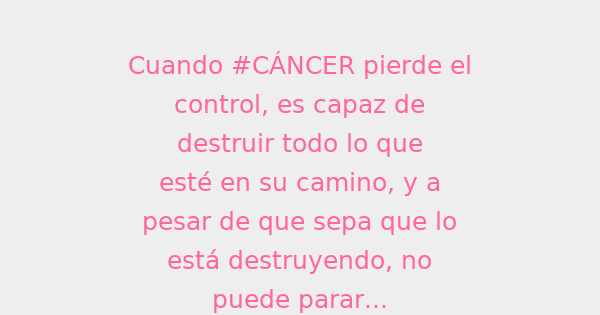 Cuando #CÁNCER pierde el
control, es capaz de
destruir todo lo que
esté en su camino, y a
pesar de que sepa que lo
está destruyendo, no
puede parar...